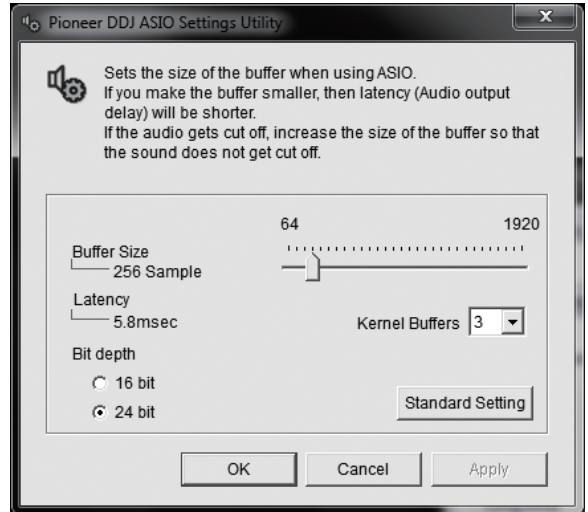 Pioneer DDJ ASIO Settings Utility
Sets the size of the buffer when using ASIO.
If you make the buffer smaller, then latency (Audio output
delay) will be shorter.
If the audio gets cut off, increase the size of the buffer so that
the sound does not get cut off.
64 1920
Buffer Size
256 Sample
Latency
5.8msec
Kernel Buffers 3
Bit depth
16 bit
24 bit
Standard Setting
OK Cancel Apply